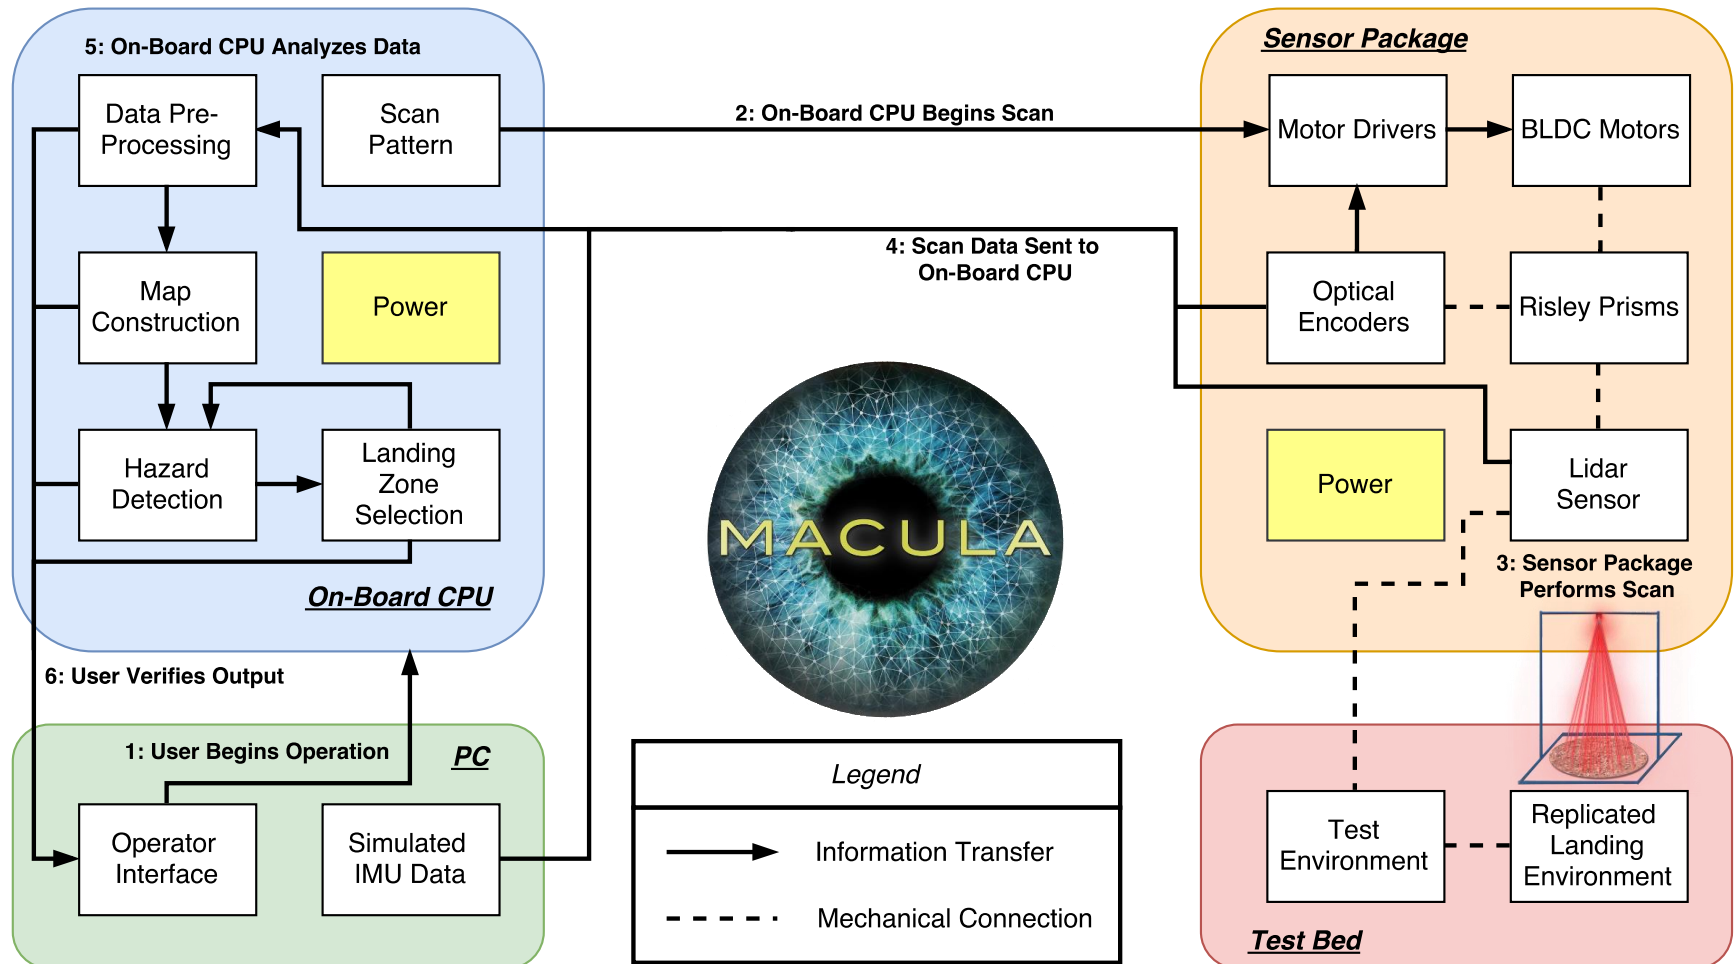 5: On-Board CPU Analyzes Data
Data Pre-
Processing
Scan
Pattern
Map
Construction
Power
Hazard
Detection
Landing
Zone
Selection
On-Board CPU
2: On-Board CPU Begins Scan
4: Scan Data Sent to
On-Board CPU
Sensor Package
Motor Drivers
BLDC Motors
Optical
Encoders
Risley Prisms
Power
Lidar
Sensor
3: Sensor Package
Performs Scan
MACULA
6: User Verifies Output
1: User Begins Operation
PC
Operator
Interface
Simulated
IMU Data
Legend
Information Transfer
Mechanical Connection
Test
Environment
Replicated
Landing
Environment
Test Bed